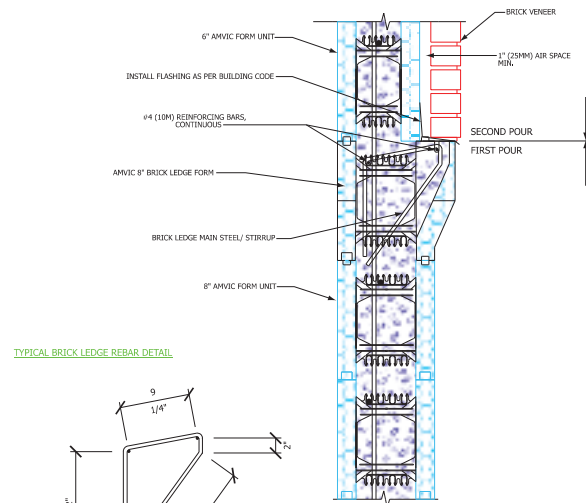 BRICK VENEER
6" AMVIC FORM UNIT
1" (25MM) AIR SPACE
MIN.
INSTALL FLASHING AS PER BUILDING CODE
#4 (10M) REINFORCING BARS,
CONTINUOUS
SECOND POUR
FIRST POUR
AMVIC 8" BRICK LEDGE FORM
BRICK LEDGE MAIN STEEL/ STIRRUP
8" AMVIC FORM UNIT
TYPICAL BRICK LEDGE REBAR DETAIL
9
1/4"
2"